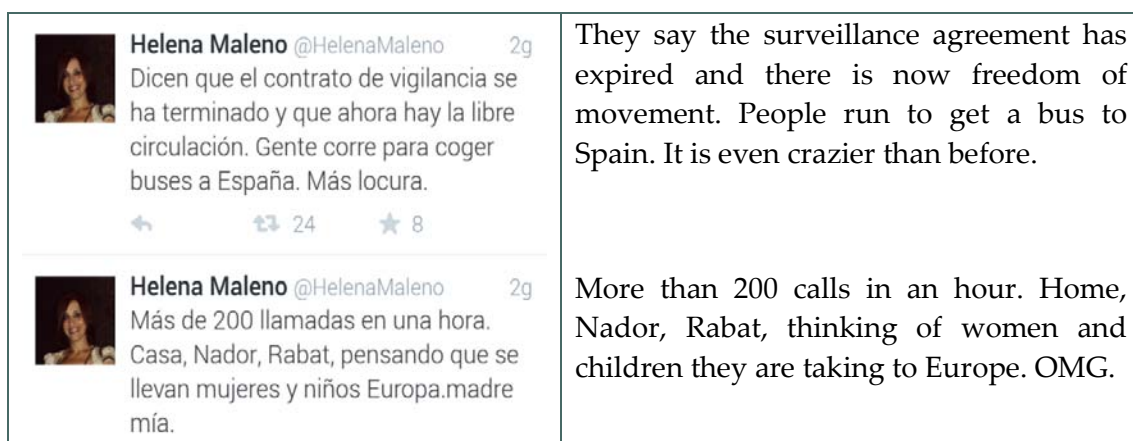 Helena Maleno @HelenaMaleno 2g
Dicen que el contrato de vigilancia se
ha terminado y que ahora hay la libre
circulación. Gente corre para coger
buses a España. Más locura.
24 8
They say the surveillance agreement has
expired and there is now freedom of
movement. People run to get a bus to
Spain. It is even crazier than before.
Helena Maleno @HelenaMaleno 2g
Más de 200 llamadas en una hora.
Casa, Nador, Rabat, pensando que se
llevan mujeres y niños Europa.madre
mía.
More than 200 calls in an hour. Home,
Nador, Rabat, thinking of women and
children they are taking to Europe. OMG.